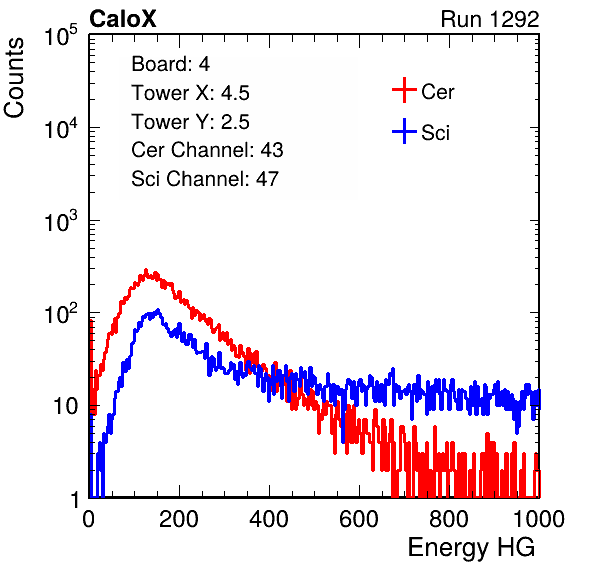 CaloX Run 1292
Counts
Board: 4
Tower X: 4.5
Tower Y: 2.5
Cer Channel: 43
Sci Channel: 47
Cer
Sci
10^5
10^4
10^3
10^2
10
1
0 200 400 600 800 1000
Energy HG